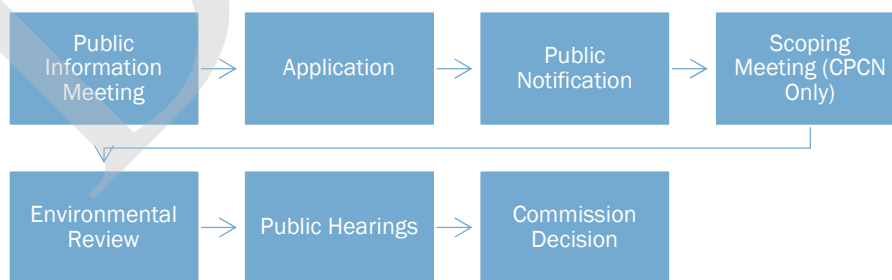 Public
Information
Meeting
Application
Public
Notification
Scoping
Meeting (CPCN
Only)
Environmental
Review
Public Hearings
Commission
Decision